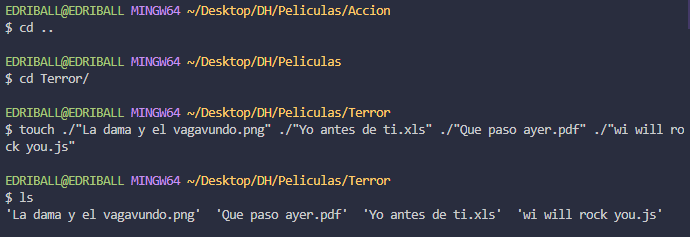 EDRIBALL@EDRIBALL MINGW64 ~/Desktop/DH/Peliculas/Accion
$ cd ..
EDRIBALL@EDRIBALL MINGW64 ~/Desktop/DH/Peliculas
$ cd Terror/
EDRIBALL@EDRIBALL MINGW64 ~/Desktop/DH/Peliculas/Terror
$ touch ./"La dama y el vagavundo.png" ./"Yo antes de ti.xls" ./"Que paso ayer.pdf" ./"wi will ro
ck you.js"
EDRIBALL@EDRIBALL MINGW64 ~/Desktop/DH/Peliculas/Terror
$ ls
'La dama y el vagavundo.png'  'Que paso ayer.pdf'  'Yo antes de ti.xls'  'wi will rock you.js'